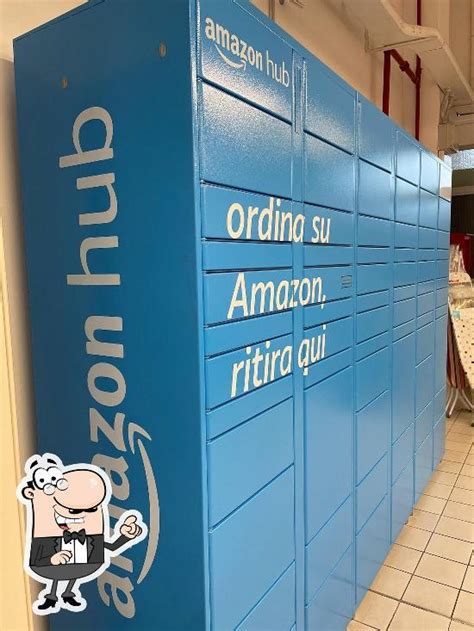 amazon hub
amazon hub
ordina su
Amazon,
ritira qui